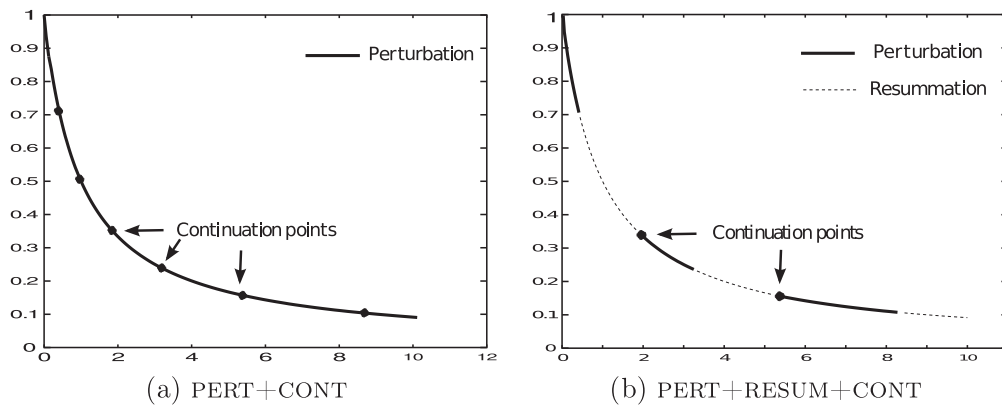 1
0.9
0.8
0.7
0.6
0.5
0.4
0.3
0.2
0.1
0
0 2 4 6 8 10 12
Perturbation
Continuation points
(a) PERT+CONT
1
0.9
0.8
0.7
0.6
0.5
0.4
0.3
0.2
0.1
0
0 2 4 6 8 10
Perturbation
Resummation
Continuation points
(b) PERT+RESUM+CONT